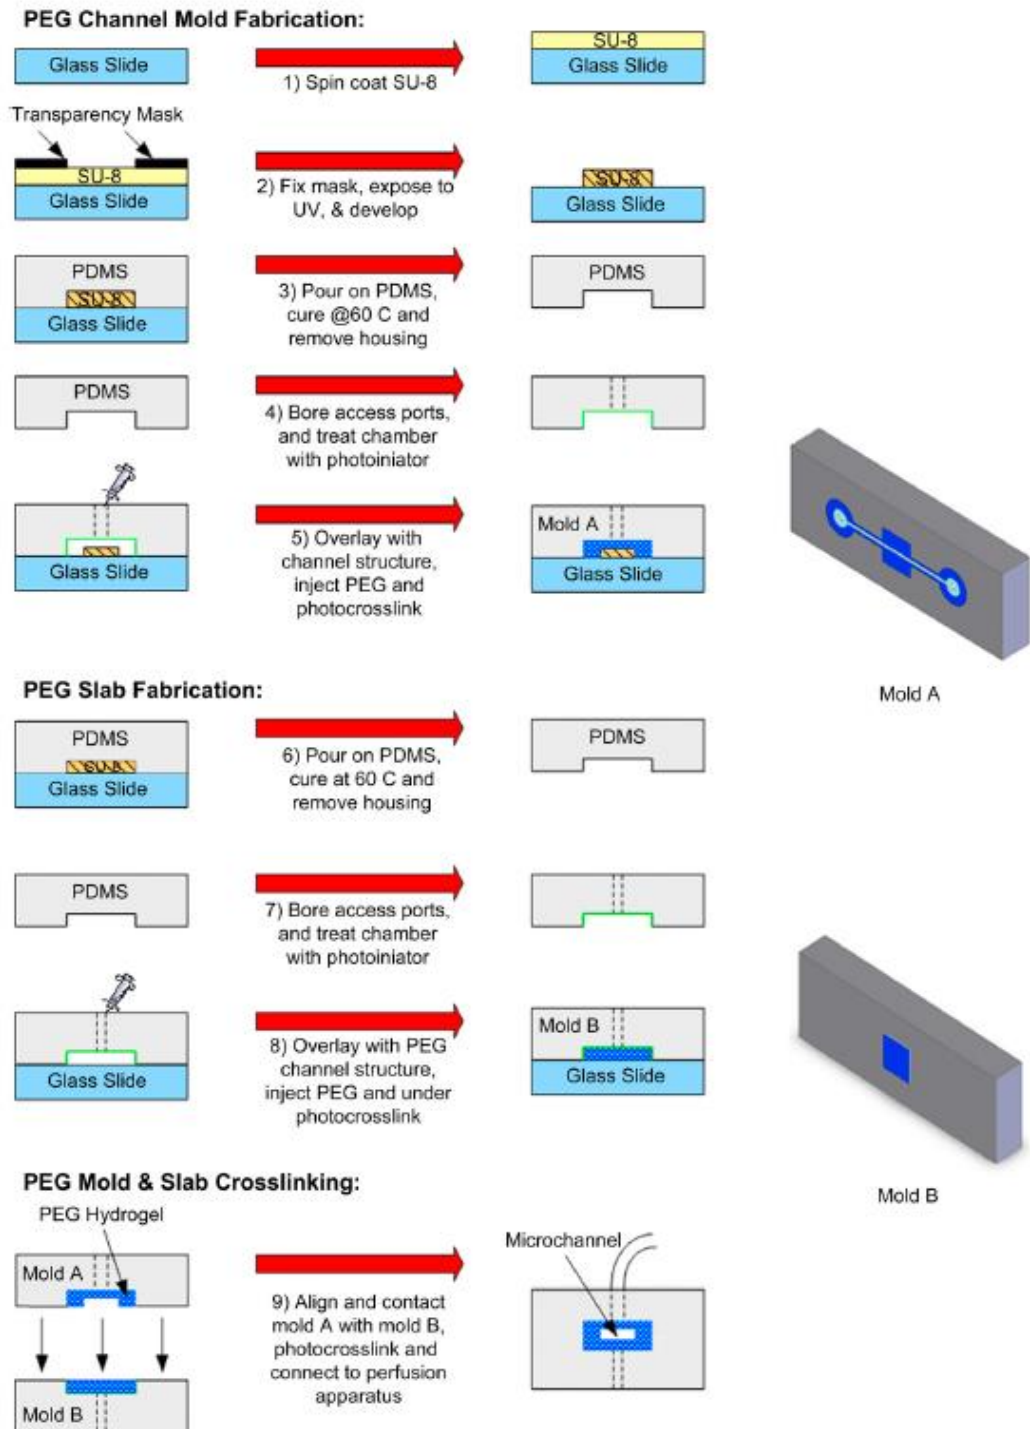 PEG Channel Mold Fabrication:
Glass Slide
1) Spin coat SU-8
SU-8
Glass Slide
Transparency Mask
SU-8
Glass Slide
2) Fix mask, expose to
UV, & develop
SU-8
Glass Slide
PDMS
SU-8
Glass Slide
3) Pour on PDMS,
cure @60 C and
remove housing
PDMS
PDMS
4) Bore access ports,
and treat chamber
with photoiniator
Glass Slide
5) Overlay with
channel structure,
inject PEG and
photocrosslink
Mold A
Glass Slide
Mold A
PEG Slab Fabrication:
PDMS
SU-8
Glass Slide
6) Pour on PDMS,
cure at 60 C and
remove housing
PDMS
PDMS
7) Bore access ports,
and treat chamber
with photoiniator
Glass Slide
8) Overlay with PEG
channel structure,
inject PEG and under
photocrosslink
Mold B
Glass Slide
Mold B
PEG Mold & Slab Crosslinking:
PEG Hydrogel
Mold A
Mold B
9) Align and contact
mold A with mold B,
photocrosslink and
connect to perfusion
apparatus
Microchannel